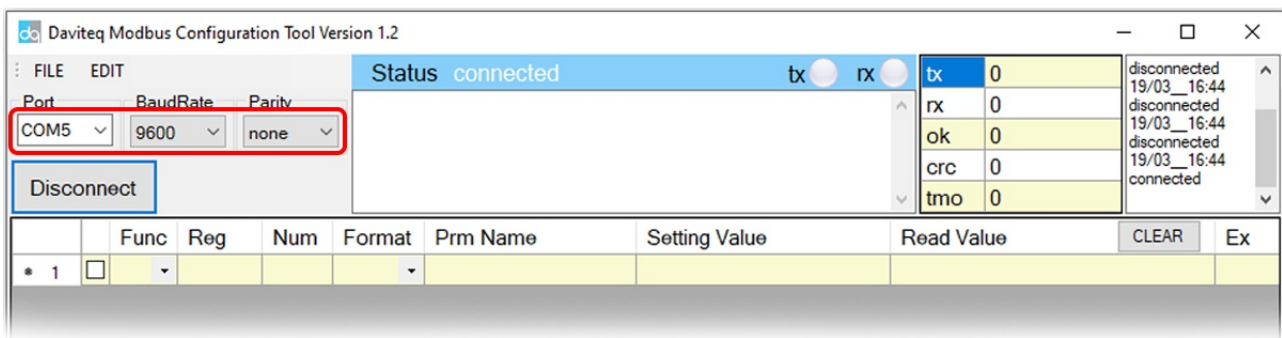 dq Daviteq Modbus Configuration Tool Version 1.2
FILE EDIT
Status connected tx rx
Port BaudRate Parity
COM5 9600 none
Disconnect
tx 0
rx 0
ok 0
crc 0
tmo 0
disconnected
19/03__16:44
disconnected
19/03__16:44
disconnected
19/03__16:44
connected
Func Reg Num Format Prm Name Setting Value Read Value CLEAR Ex
* 1